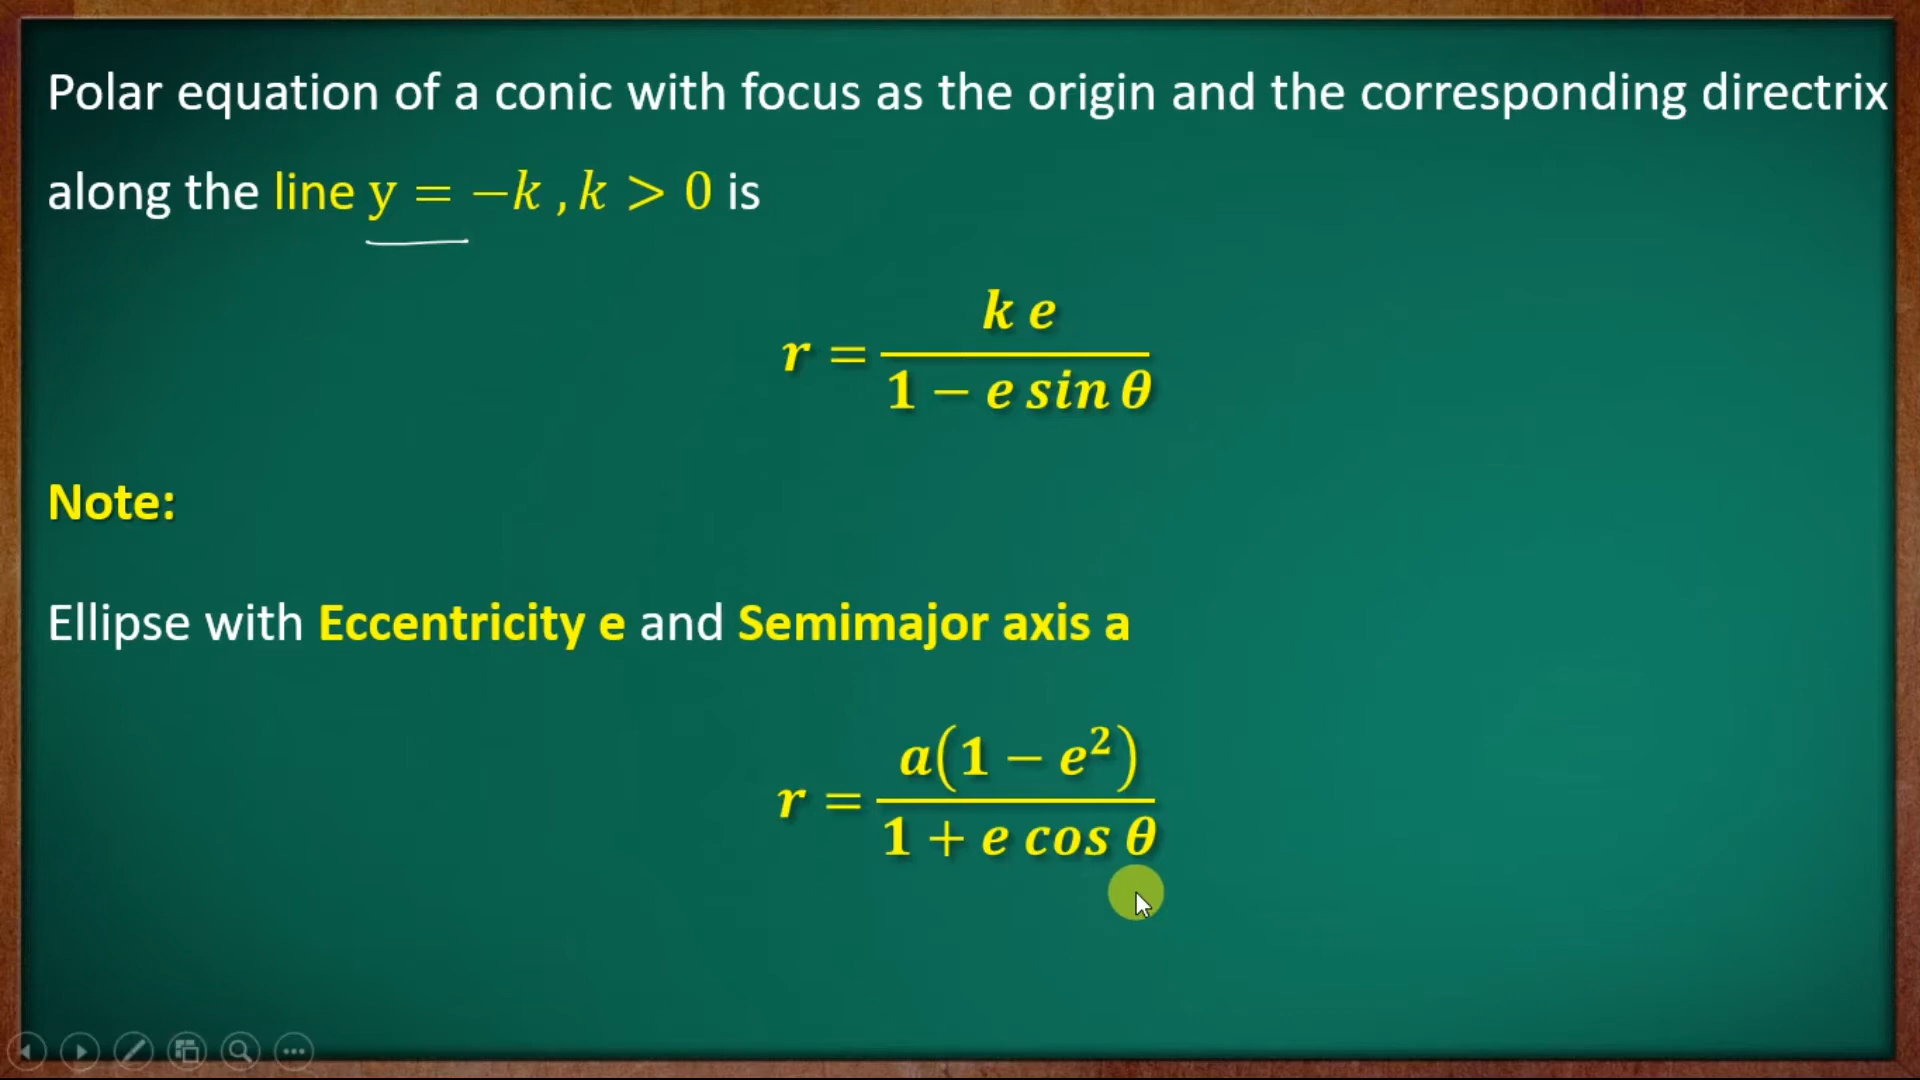 Polar equation of a conic with focus as the origin and the corresponding directrix
along the line y = −k , k > 0 is
r = k e / 1 − e sin θ
Note:
Ellipse with Eccentricity e and Semimajor axis a
r = a(1 − e²) / 1 + e cos θ